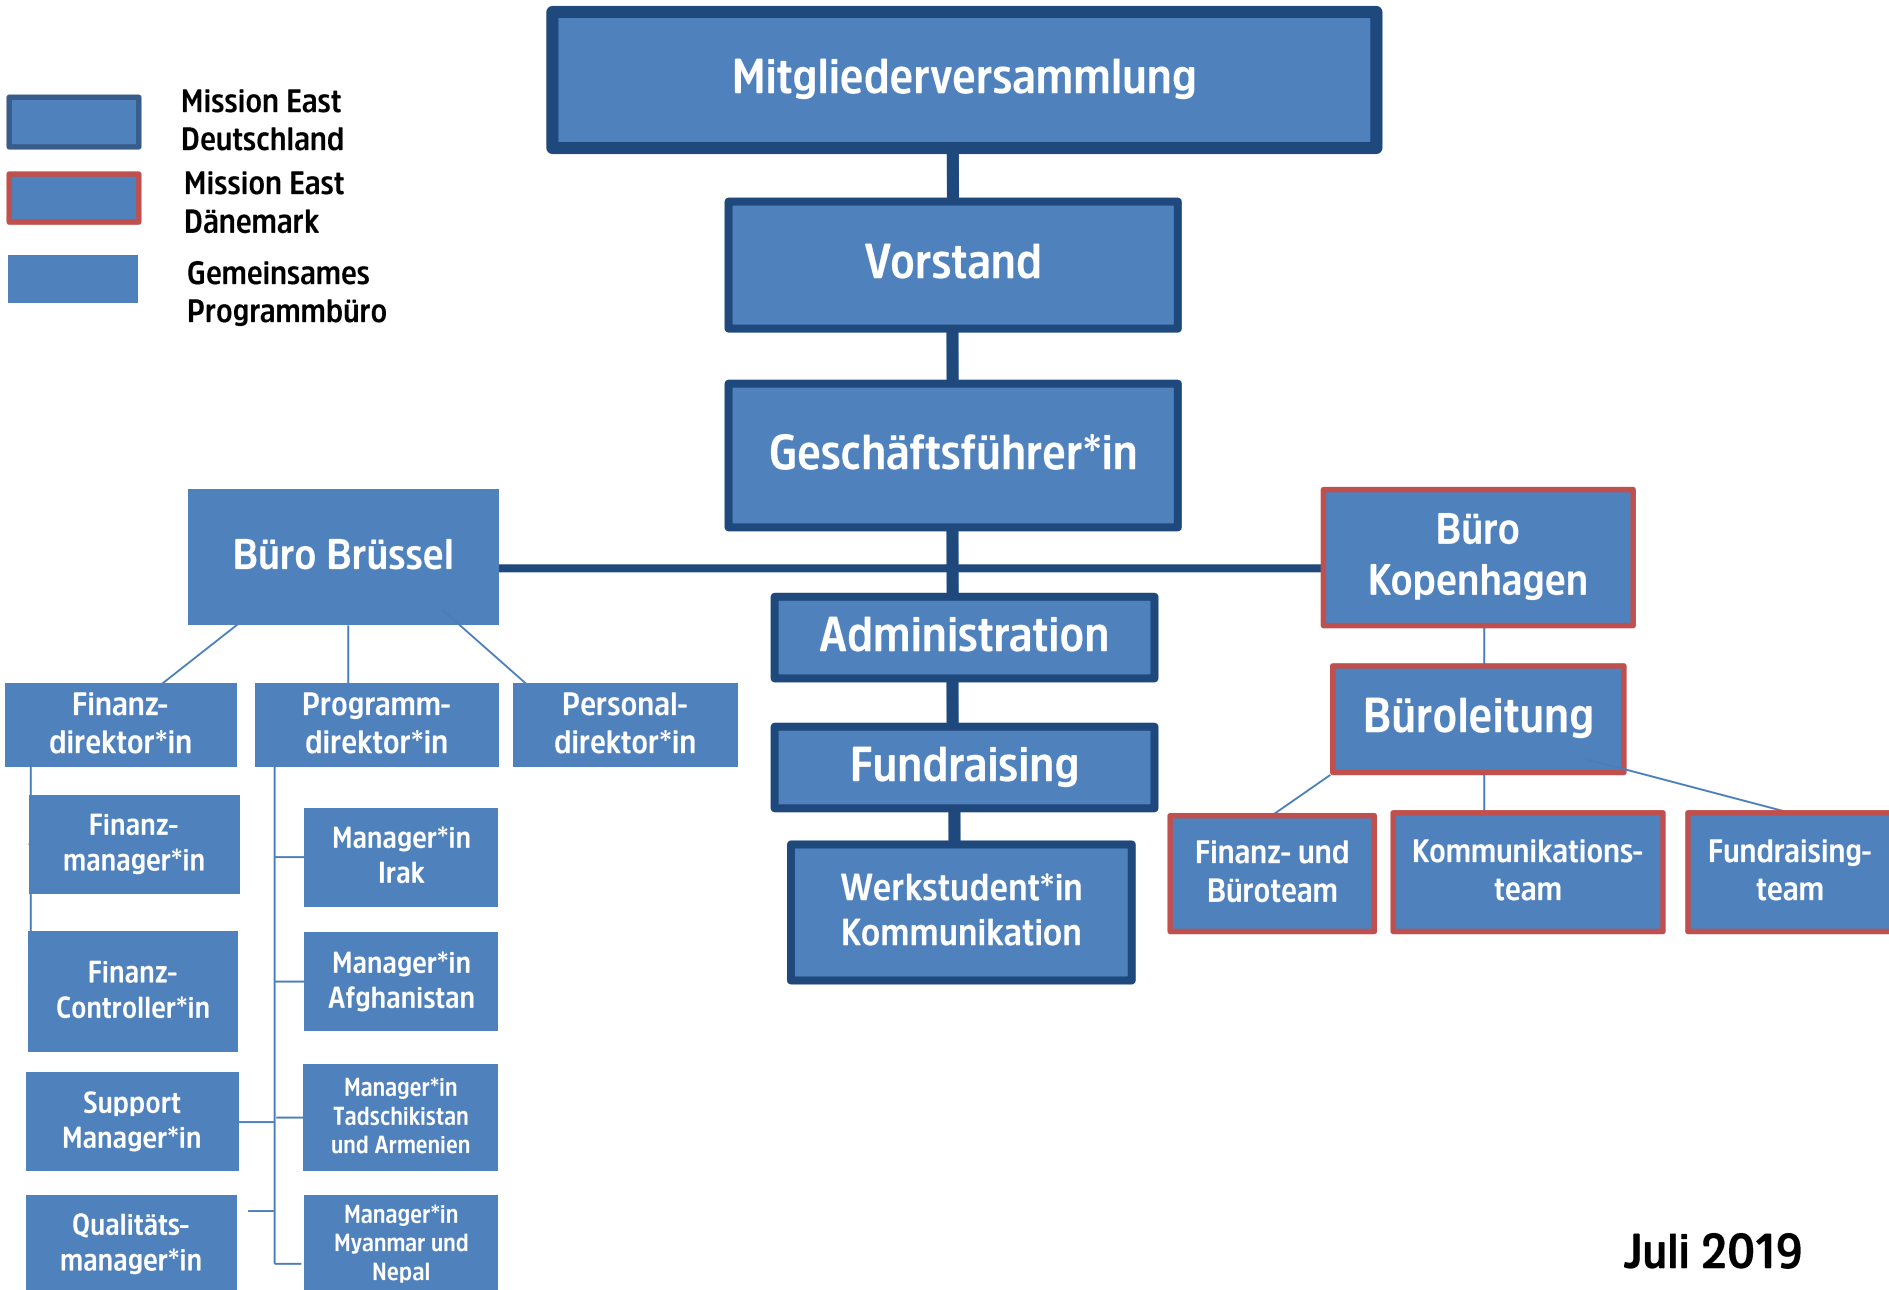 Mitgliederversammlung
Mission East
Deutschland
Mission East
Dänemark
Gemeinsames
Programmbüro
Vorstand
Geschäftsführer*in
Büro Brüssel
Büro
Kopenhagen
Administration
Fundraising
Werkstudent*in
Kommunikation
Finanz-
direktor*in
Programm-
direktor*in
Personal-
direktor*in
Finanz-
manager*in
Finanz-
Controller*in
Support
Manager*in
Qualitäts-
manager*in
Manager*in
Irak
Manager*in
Afghanistan
Manager*in
Tadschikistan
und Armenien
Manager*in
Myanmar und
Nepal
Büroleitung
Finanz- und
Büroteam
Kommunikations-
team
Fundraising-
team
Juli 2019